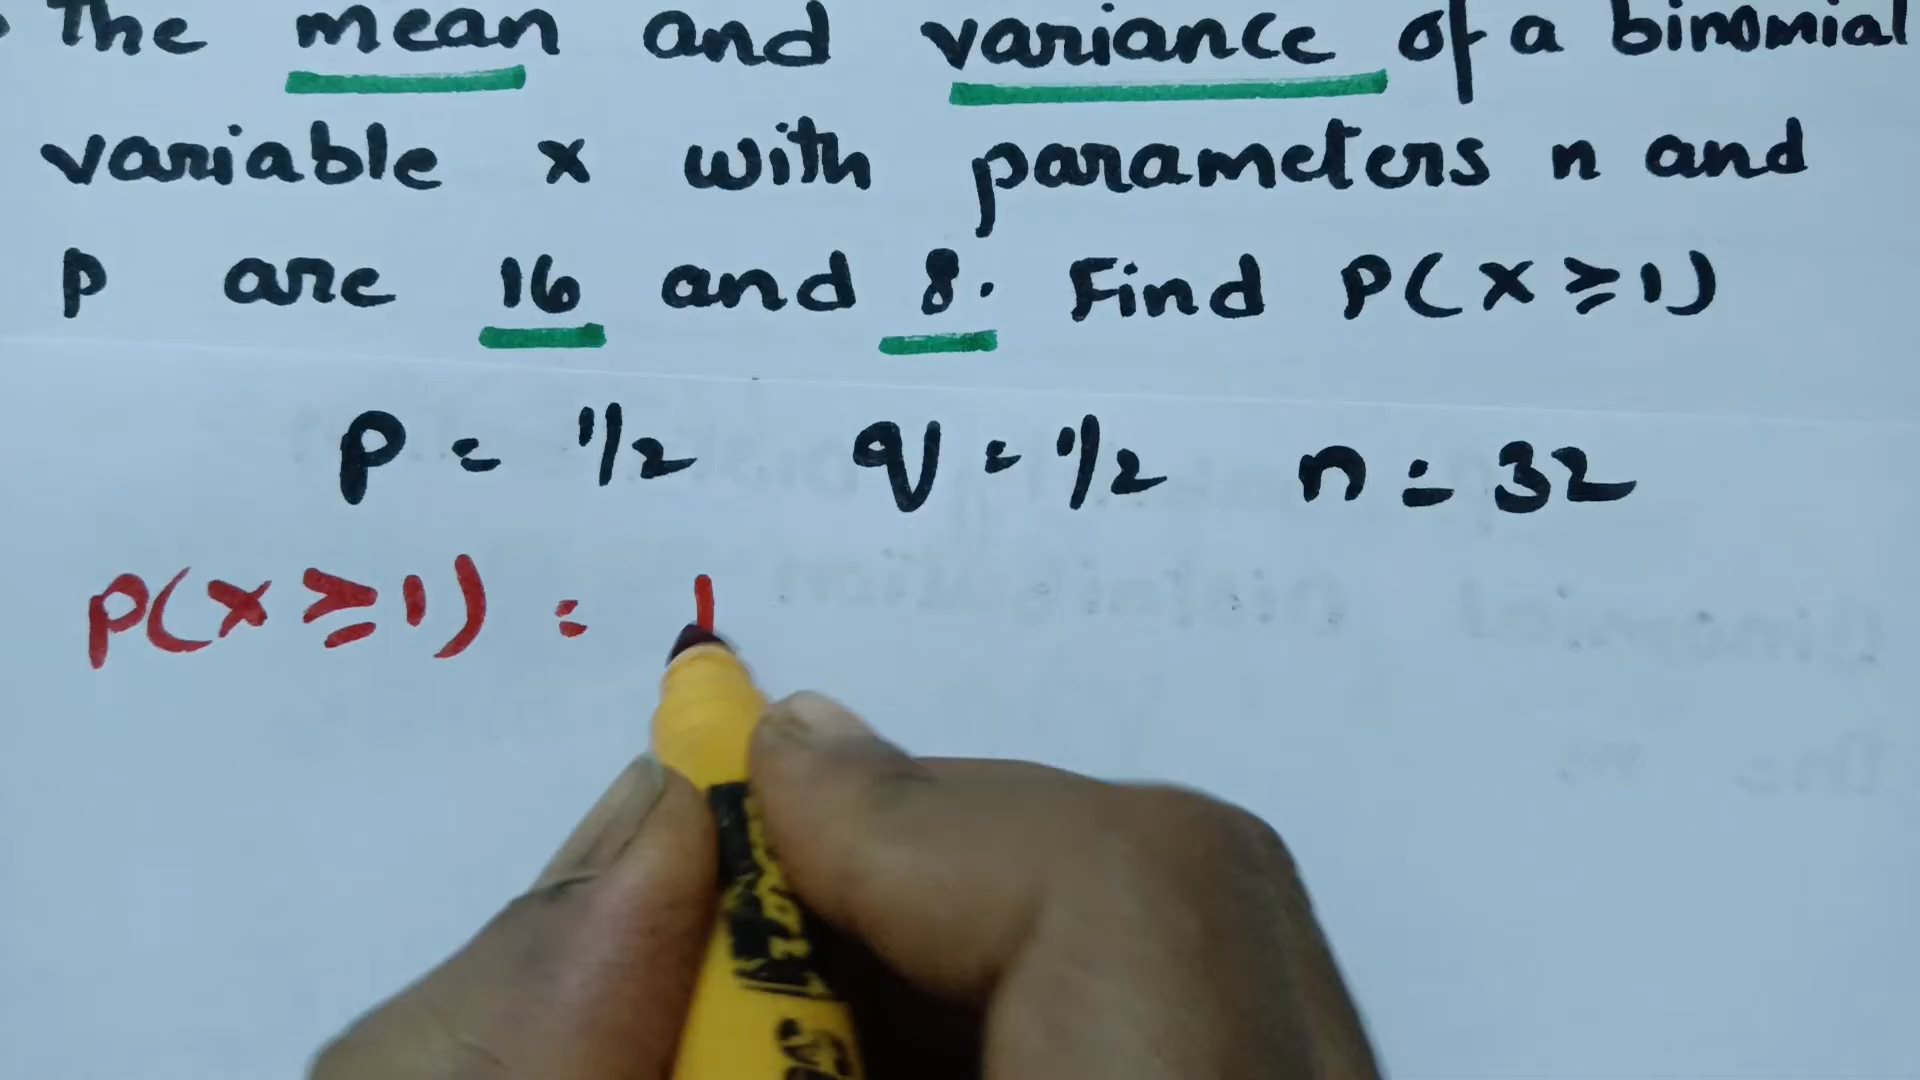 The mean and variance of a binomial
variable x with parameters n and
p are 16 and 8. Find P(X ≥ 1)
p = 1/2 q = 1/2 n = 32
P(X ≥ 1) = 1